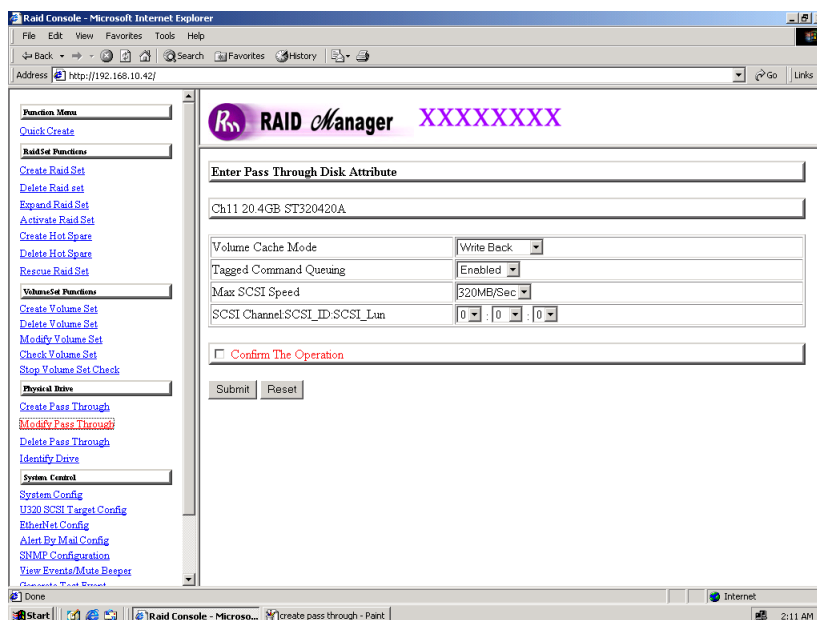 Raid Console - Microsoft Internet Explorer
File Edit View Favorites Tools Help
Back Search Favorites History
Address http://192.168.10.42/ Go Links
Function Menu
Quick Create
Raid Set Functions
Create Raid Set
Delete Raid set
Expand Raid Set
Activate Raid Set
Create Hot Spare
Delete Hot Spare
Rescue Raid Set
VolumeSet Functions
Create Volume Set
Delete Volume Set
Modify Volume Set
Check Volume Set
Stop Volume Set Check
Physical Drive
Create Pass Through
Modify Pass Through
Delete Pass Through
Identify Drive
System Control
System Config
U320 SCSI Target Config
EtherNet Config
Alert By Mail Config
SNMP Configuration
View Events/Mute Beeper
Generate Test Event
Rm RAID Manager XXXXXXXX
Enter Pass Through Disk Attribute
Ch11 20.4GB ST320420A
Volume Cache Mode Write Back
Tagged Command Queuing Enabled
Max SCSI Speed 320MB/Sec
SCSI Channel:SCSI_ID:SCSI_Lun 0 : 0 : 0
Confirm The Operation
Submit Reset
Done Internet
Start Raid Console - Microso... create pass through - Paint 2:11 AM